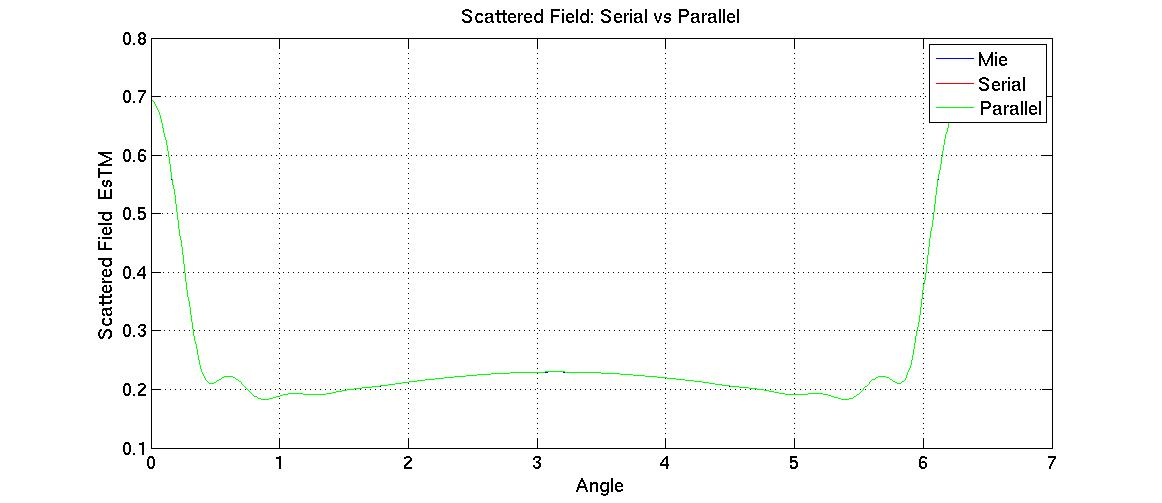 Scattered Field: Serial vs Parallel
0.8
0.7
0.6
0.5
0.4
0.3
0.2
0.1
Scattered Field EsTM
Mie
Serial
Parallel
0 1 2 3 4 5 6 7
Angle